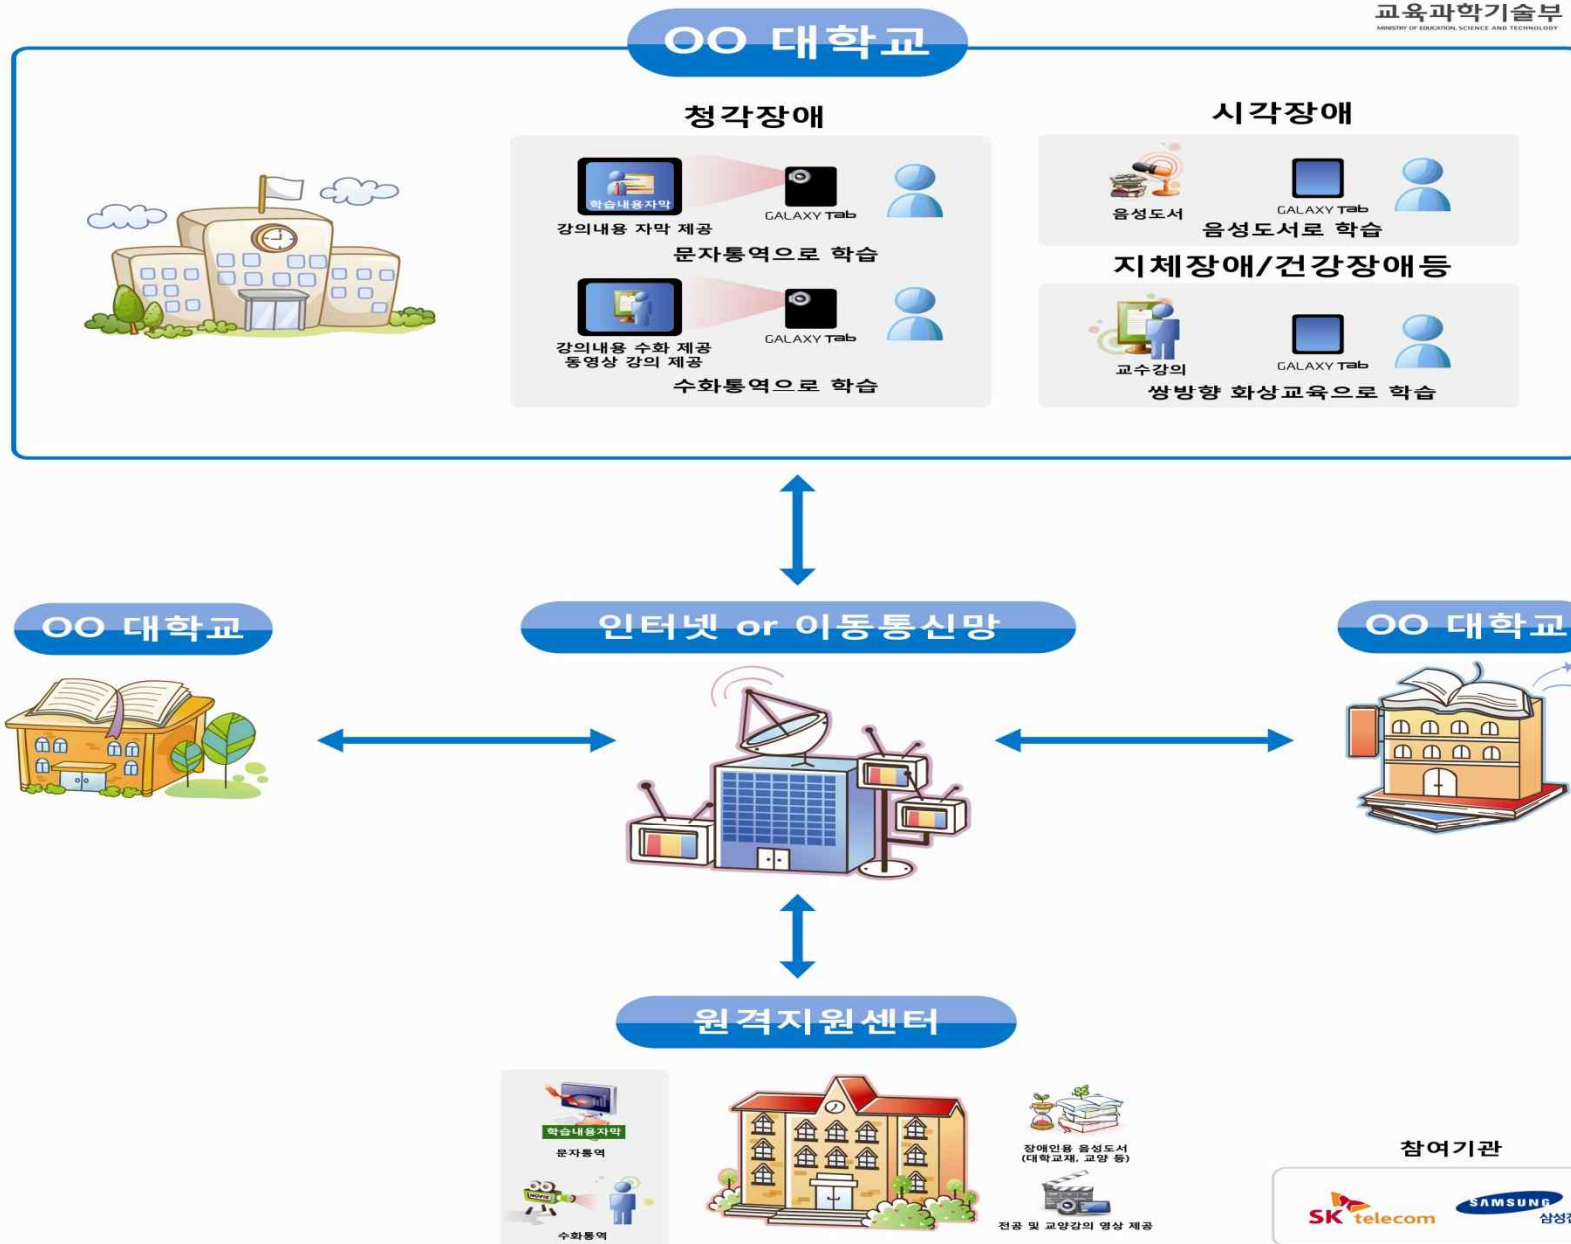 교육과학기술부
MINISTRY OF EDUCATION, SCIENCE AND TECHNOLOGY
OO 대학교
청각장애
학습내용자막
GALAXY Tab
강의내용 자막 제공
문자통역으로 학습
강의내용 수화 제공
동영상 강의 제공
GALAXY Tab
수화통역으로 학습
시각장애
음성도서
GALAXY Tab
음성도서로 학습
지체장애/건강장애등
교수강의
GALAXY Tab
쌍방향 화상교육으로 학습
OO 대학교
인터넷 or 이동통신망
OO 대학교
원격지원센터
학습내용자막
문자통역
MOVIE
수화통역
장애인용 음성도서
(대학교재, 교양 등)
전공 및 교양강의 영상 제공
참여기관
SK telecom
SAMSUNG